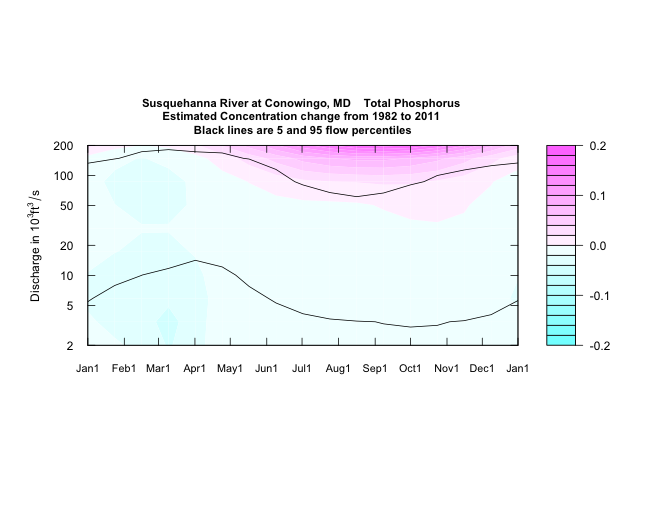 Susquehanna River at Conowingo, MD    Total Phosphorus
Estimated Concentration change from 1982 to 2011
Black lines are 5 and 95 flow percentiles
Discharge in 10³ft³/s
200
100
50
20
10
5
2
Jan1 Feb1 Mar1 Apr1 May1 Jun1 Jul1 Aug1 Sep1 Oct1 Nov1 Dec1 Jan1
0.2
0.1
0.0
-0.1
-0.2